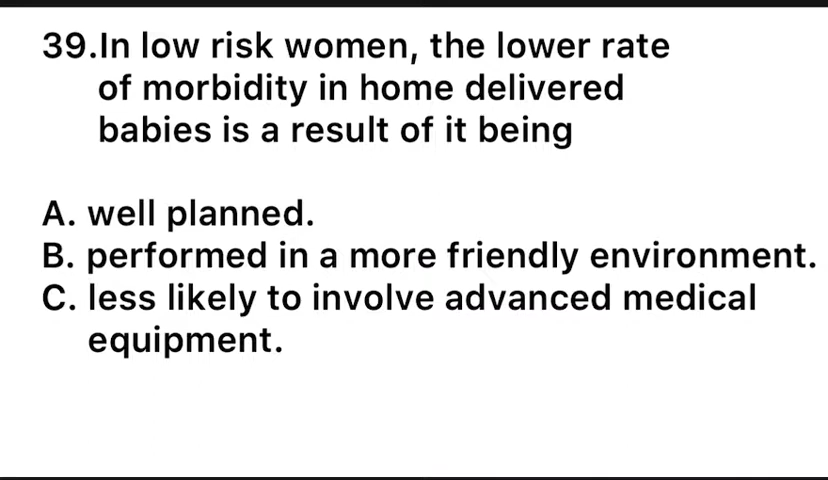 39.In low risk women, the lower rate
of morbidity in home delivered
babies is a result of it being
A. well planned.
B. performed in a more friendly environment.
C. less likely to involve advanced medical
equipment.